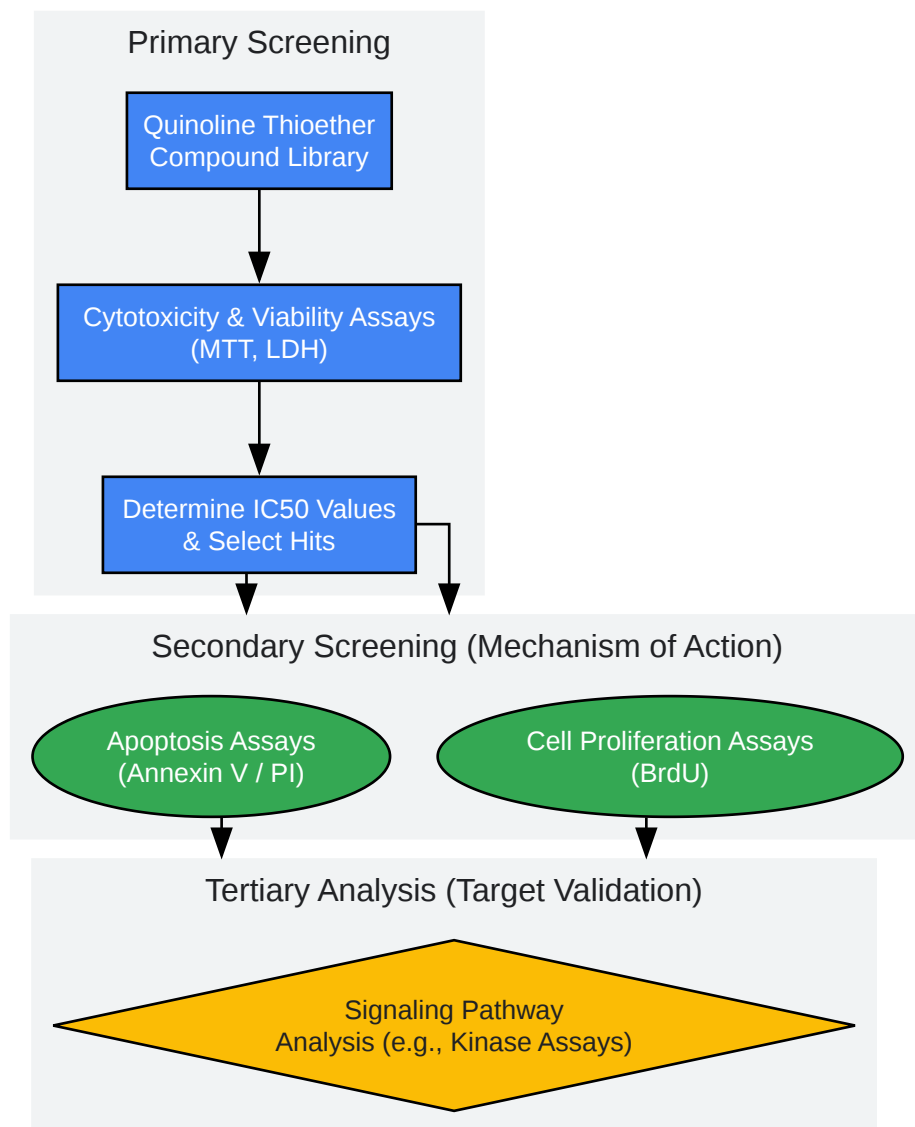 Primary Screening
Quinoline Thioether
Compound Library
Cytotoxicity & Viability Assays
(MTT, LDH)
Determine IC50 Values
& Select Hits
Secondary Screening (Mechanism of Action)
Apoptosis Assays
(Annexin V / PI)
Cell Proliferation Assays
(BrdU)
Tertiary Analysis (Target Validation)
Signaling Pathway
Analysis (e.g., Kinase Assays)